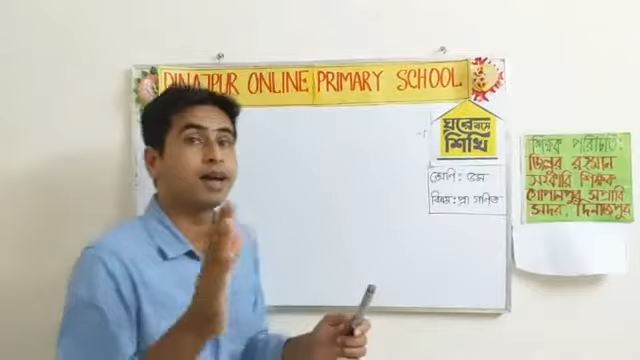 DINAJPUR ONLINE PRIMARY SCHOOL
ঘরে বসে
শিখি
শ্রেণি: ৫ম
বিষয়: প্রা গণিত
শিক্ষক পরিচিতি:
জিল্লুর রহমান
সহকারি শিক্ষক
গোপালপুর সপ্রাবি
সদর, দিনাজপুর